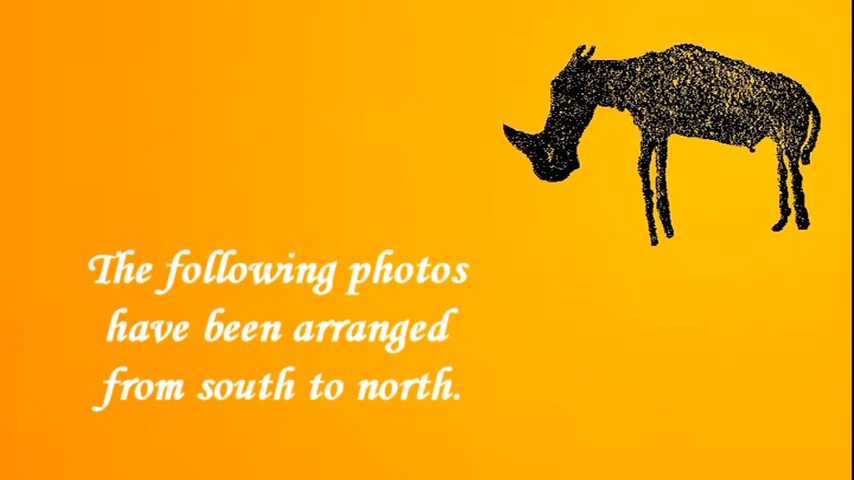 The following photos
have been arranged
from south to north.